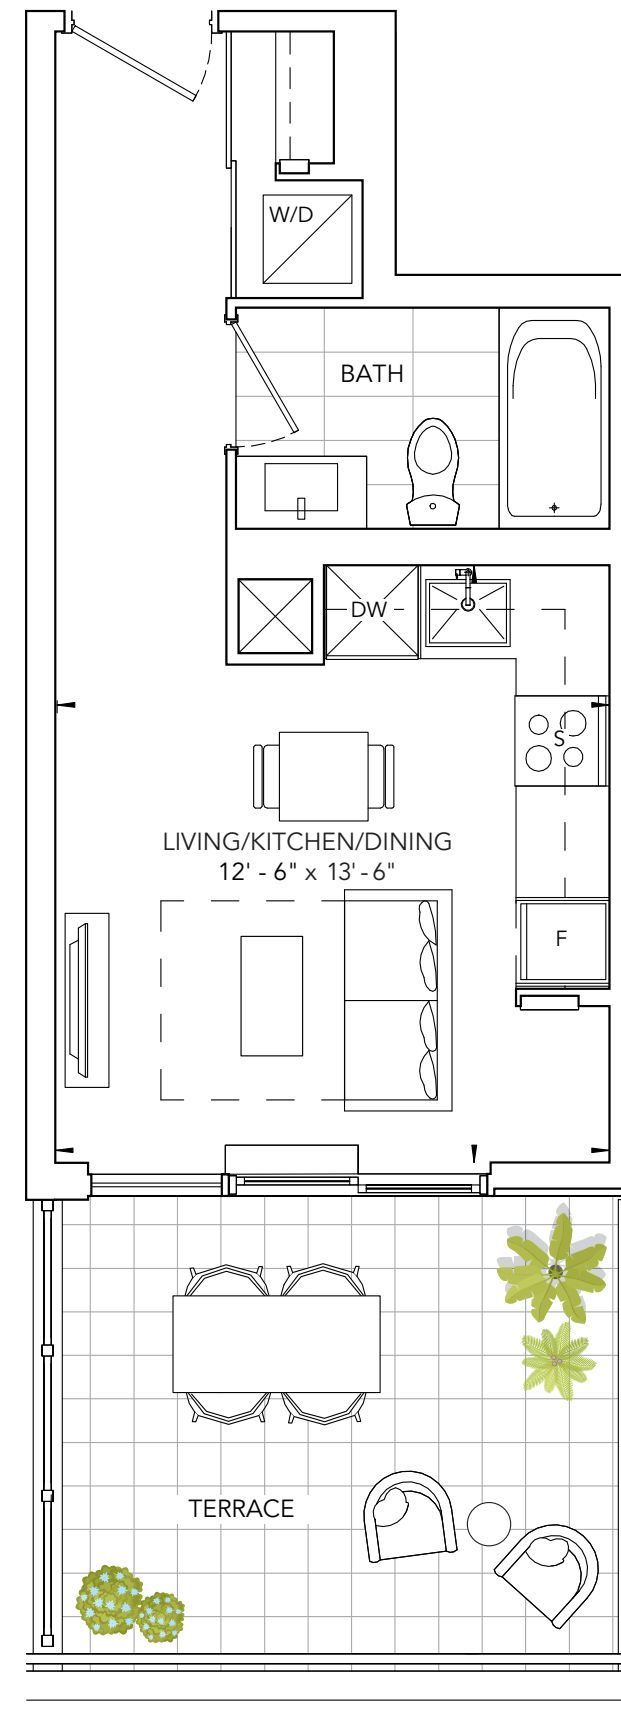 W/D
BATH
DW
S
LIVING/KITCHEN/DINING
12' - 6" x 13' - 6"
F
TERRACE